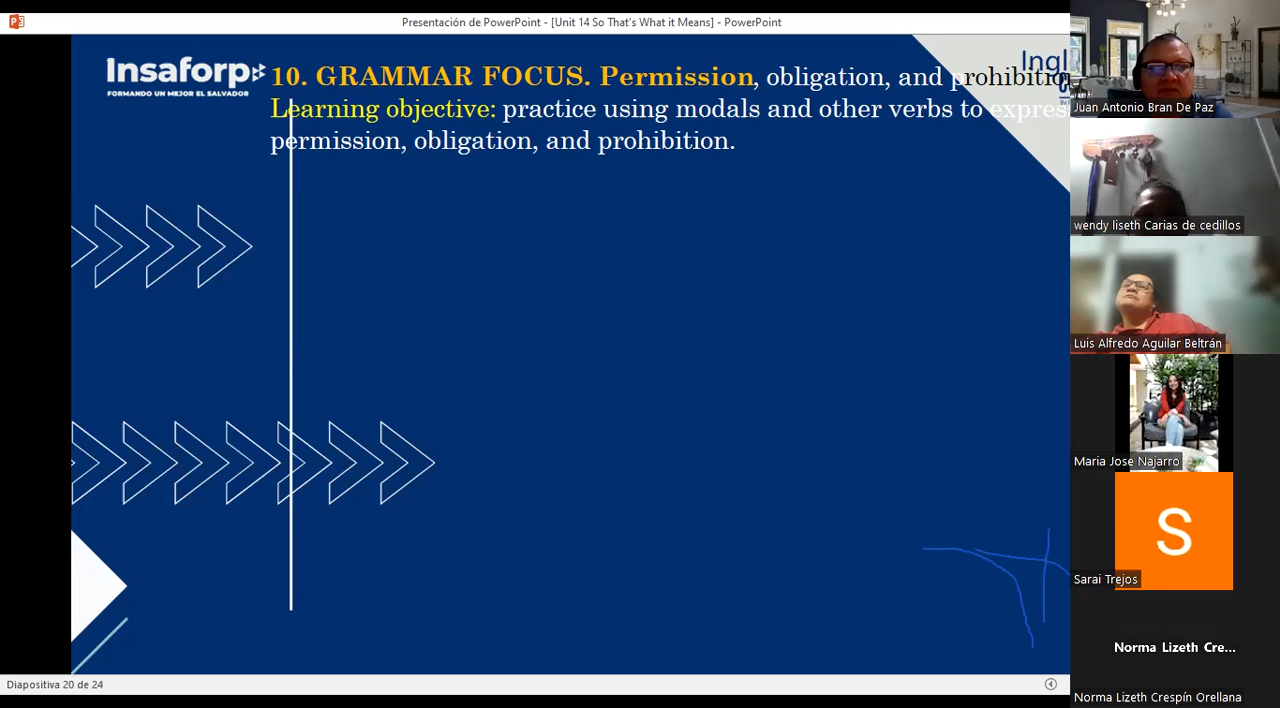 Presentación de PowerPoint - [Unit 14 So That's What it Means] - PowerPoint
Insaforp
FORMANDO UN MEJOR EL SALVADOR
10. GRAMMAR FOCUS. Permission, obligation, and prohibitio
Learning objective: practice using modals and other verbs to expres
permission, obligation, and prohibition.
Ingl
Juan Antonio Bran De Paz
wendy liseth Carias de cedillos
Luis Alfredo Aguilar Beltrán
Maria Jose Najarro
S
Sarai Trejos
Norma Lizeth Cre...
Norma Lizeth Crespín Orellana
Diapositiva 20 de 24